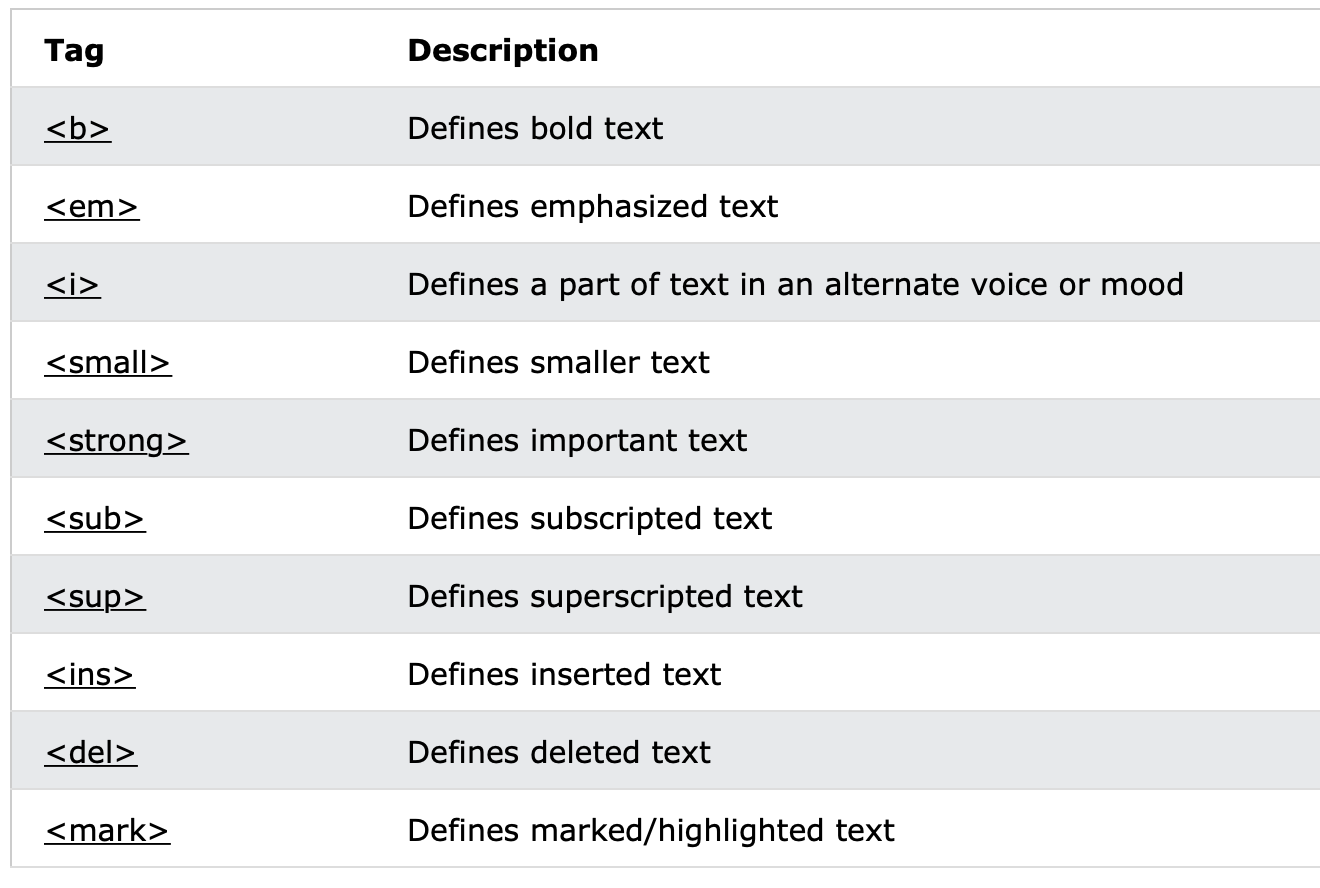 Tag Description
<b> Defines bold text
<em> Defines emphasized text
<i> Defines a part of text in an alternate voice or mood
<small> Defines smaller text
<strong> Defines important text
<sub> Defines subscripted text
<sup> Defines superscripted text
<ins> Defines inserted text
<del> Defines deleted text
<mark> Defines marked/highlighted text